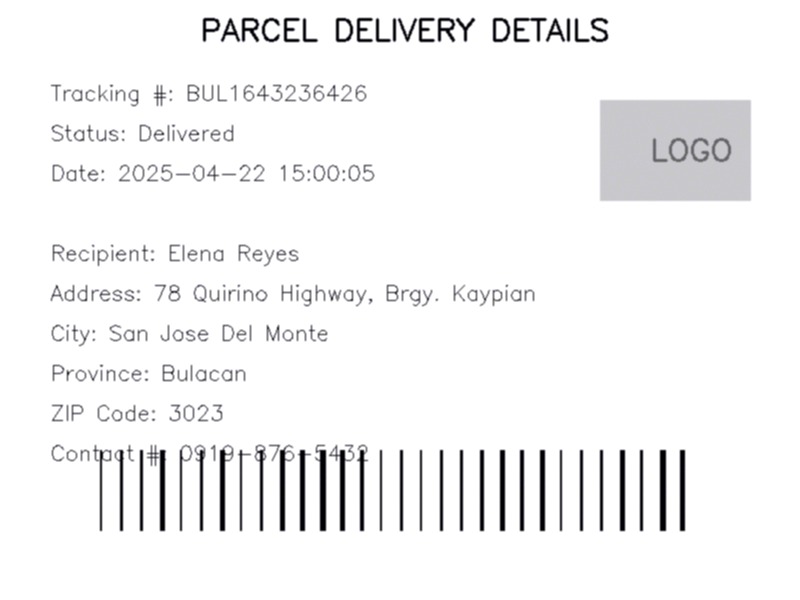 PARCEL DELIVERY DETAILS
Tracking #: BUL1643236426
Status: Delivered
Date: 2025-04-22 15:00:05
LOGO
Recipient: Elena Reyes
Address: 78 Quirino Highway, Brgy. Kaypian
City: San Jose Del Monte
Province: Bulacan
ZIP Code: 3023
Contact #: 0919-876-5432